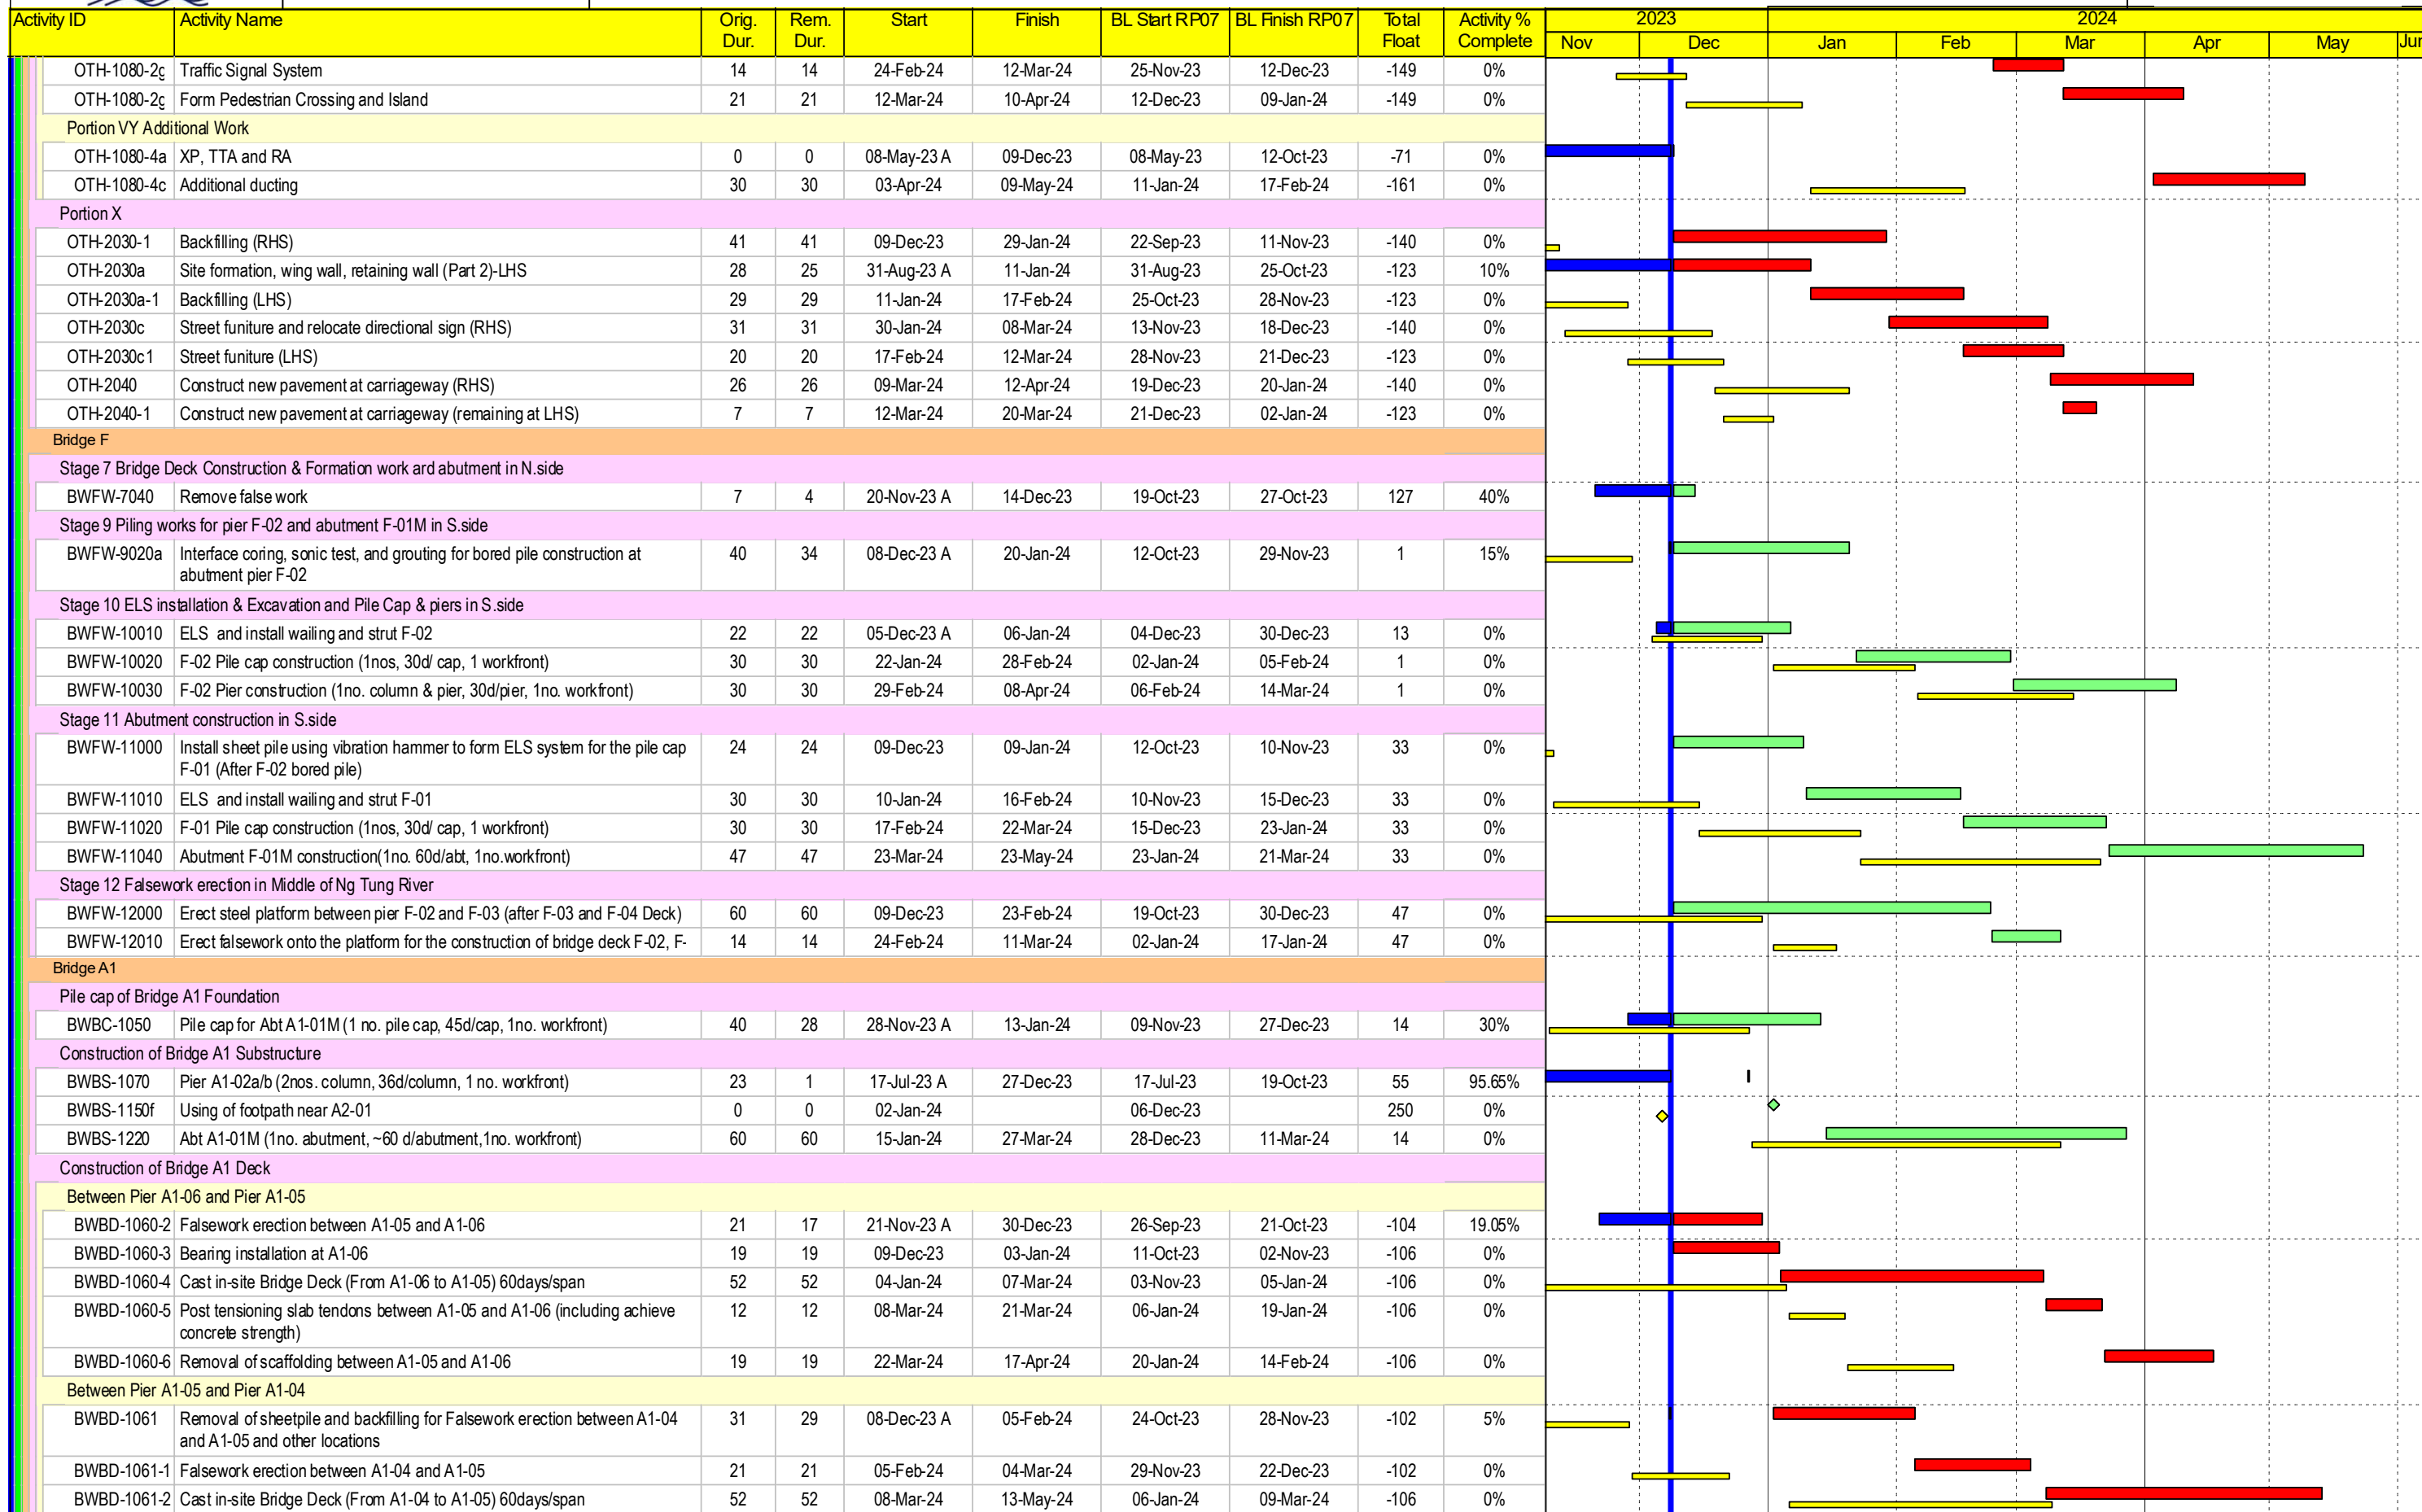 Activity ID Activity Name Orig. Dur. Rem. Dur. Start Finish BL Start RP07 BL Finish RP07 Total Float Activity % Complete 2023 2024
Nov Dec Jan Feb Mar Apr May Jun
OTH-1080-2g Traffic Signal System 14 14 24-Feb-24 12-Mar-24 25-Nov-23 12-Dec-23 -149 0%
OTH-1080-2g Form Pedestrian Crossing and Island 21 21 12-Mar-24 10-Apr-24 12-Dec-23 09-Jan-24 -149 0%
Portion VY Additional Work
OTH-1080-4a XP, TTA and RA 0 0 08-May-23 A 09-Dec-23 08-May-23 12-Oct-23 -71 0%
OTH-1080-4c Additional ducting 30 30 03-Apr-24 09-May-24 11-Jan-24 17-Feb-24 -161 0%
Portion X
OTH-2030-1 Backfilling (RHS) 41 41 09-Dec-23 29-Jan-24 22-Sep-23 11-Nov-23 -140 0%
OTH-2030a Site formation, wing wall, retaining wall (Part 2)-LHS 28 25 31-Aug-23 A 11-Jan-24 31-Aug-23 25-Oct-23 -123 10%
OTH-2030a-1 Backfilling (LHS) 29 29 11-Jan-24 17-Feb-24 25-Oct-23 28-Nov-23 -123 0%
OTH-2030c Street funiture and relocate directional sign (RHS) 31 31 30-Jan-24 08-Mar-24 13-Nov-23 18-Dec-23 -140 0%
OTH-2030c1 Street funiture (LHS) 20 20 17-Feb-24 12-Mar-24 28-Nov-23 21-Dec-23 -123 0%
OTH-2040 Construct new pavement at carriageway (RHS) 26 26 09-Mar-24 12-Apr-24 19-Dec-23 20-Jan-24 -140 0%
OTH-2040-1 Construct new pavement at carriageway (remaining at LHS) 7 7 12-Mar-24 20-Mar-24 21-Dec-23 02-Jan-24 -123 0%
Bridge F
Stage 7 Bridge Deck Construction & Formation work ard abutment in N.side
BWFW-7040 Remove false work 7 4 20-Nov-23 A 14-Dec-23 19-Oct-23 27-Oct-23 127 40%
Stage 9 Piling works for pier F-02 and abutment F-01M in S.side
BWFW-9020a Interface coring, sonic test, and grouting for bored pile construction at 40 34 08-Dec-23 A 20-Jan-24 12-Oct-23 29-Nov-23 1 15%
abutment pier F-02
Stage 10 ELS installation & Excavation and Pile Cap & piers in S.side
BWFW-10010 ELS and install wailing and strut F-02 22 22 05-Dec-23 A 06-Jan-24 04-Dec-23 30-Dec-23 13 0%
BWFW-10020 F-02 Pile cap construction (1nos, 30d/ cap, 1 workfront) 30 30 22-Jan-24 28-Feb-24 02-Jan-24 05-Feb-24 1 0%
BWFW-10030 F-02 Pier construction (1no. column & pier, 30d/pier, 1no. workfront) 30 30 29-Feb-24 08-Apr-24 06-Feb-24 14-Mar-24 1 0%
Stage 11 Abutment construction in S.side
BWFW-11000 Install sheet pile using vibration hammer to form ELS system for the pile cap 24 24 09-Dec-23 09-Jan-24 12-Oct-23 10-Nov-23 33 0%
F-01 (After F-02 bored pile)
BWFW-11010 ELS and install wailing and strut F-01 30 30 10-Jan-24 16-Feb-24 10-Nov-23 15-Dec-23 33 0%
BWFW-11020 F-01 Pile cap construction (1nos, 30d/ cap, 1 workfront) 30 30 17-Feb-24 22-Mar-24 15-Dec-23 23-Jan-24 33 0%
BWFW-11040 Abutment F-01M construction(1no. 60d/abt, 1no.workfront) 47 47 23-Mar-24 23-May-24 23-Jan-24 21-Mar-24 33 0%
Stage 12 Falsework erection in Middle of Ng Tung River
BWFW-12000 Erect steel platform between pier F-02 and F-03 (after F-03 and F-04 Deck) 60 60 09-Dec-23 23-Feb-24 19-Oct-23 30-Dec-23 47 0%
BWFW-12010 Erect falsework onto the platform for the construction of bridge deck F-02, F- 14 14 24-Feb-24 11-Mar-24 02-Jan-24 17-Jan-24 47 0%
Bridge A1
Pile cap of Bridge A1 Foundation
BWBC-1050 Pile cap for Abt A1-01M (1 no. pile cap, 45d/cap, 1no. workfront) 40 28 28-Nov-23 A 13-Jan-24 09-Nov-23 27-Dec-23 14 30%
Construction of Bridge A1 Substructure
BWBS-1070 Pier A1-02a/b (2nos. column, 36d/column, 1 no. workfront) 23 1 17-Jul-23 A 27-Dec-23 17-Jul-23 19-Oct-23 55 95.65%
BWBS-1150f Using of footpath near A2-01 0 0 02-Jan-24 06-Dec-23 250 0%
BWBS-1220 Abt A1-01M (1no. abutment, ~60 d/abutment,1no. workfront) 60 60 15-Jan-24 27-Mar-24 28-Dec-23 11-Mar-24 14 0%
Construction of Bridge A1 Deck
Between Pier A1-06 and Pier A1-05
BWBD-1060-2 Falsework erection between A1-05 and A1-06 21 17 21-Nov-23 A 30-Dec-23 26-Sep-23 21-Oct-23 -104 19.05%
BWBD-1060-3 Bearing installation at A1-06 19 19 09-Dec-23 03-Jan-24 11-Oct-23 02-Nov-23 -106 0%
BWBD-1060-4 Cast in-site Bridge Deck (From A1-06 to A1-05) 60days/span 52 52 04-Jan-24 07-Mar-24 03-Nov-23 05-Jan-24 -106 0%
BWBD-1060-5 Post tensioning slab tendons between A1-05 and A1-06 (including achieve 12 12 08-Mar-24 21-Mar-24 06-Jan-24 19-Jan-24 -106 0%
concrete strength)
BWBD-1060-6 Removal of scaffolding between A1-05 and A1-06 19 19 22-Mar-24 17-Apr-24 20-Jan-24 14-Feb-24 -106 0%
Between Pier A1-05 and Pier A1-04
BWBD-1061 Removal of sheetpile and backfilling for Falsework erection between A1-04 31 29 08-Dec-23 A 05-Feb-24 24-Oct-23 28-Nov-23 -102 5%
and A1-05 and other locations
BWBD-1061-1 Falsework erection between A1-04 and A1-05 21 21 05-Feb-24 04-Mar-24 29-Nov-23 22-Dec-23 -102 0%
BWBD-1061-2 Cast in-site Bridge Deck (From A1-04 to A1-05) 60days/span 52 52 08-Mar-24 13-May-24 06-Jan-24 09-Mar-24 -106 0%